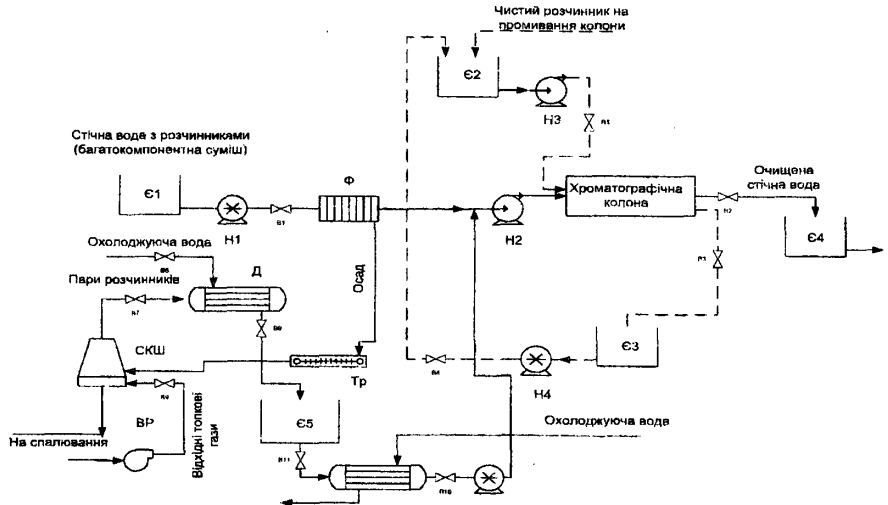 Чистий розчинник на
промивання колони
Є2
Н3
Стічна вода з розчинниками
(багатокомпонентна суміш)
Ф
Хроматографічна
колона
Очищена
стічна вода
Є1
Н1
Н2
Є4
Охолоджуюча вода
Д
Осад
Пари розчинників
СКШ
Тр
Є3
Н4
ВР
Відхідні топкові
гази
Є5
Охолоджуюча вода
На спалювання